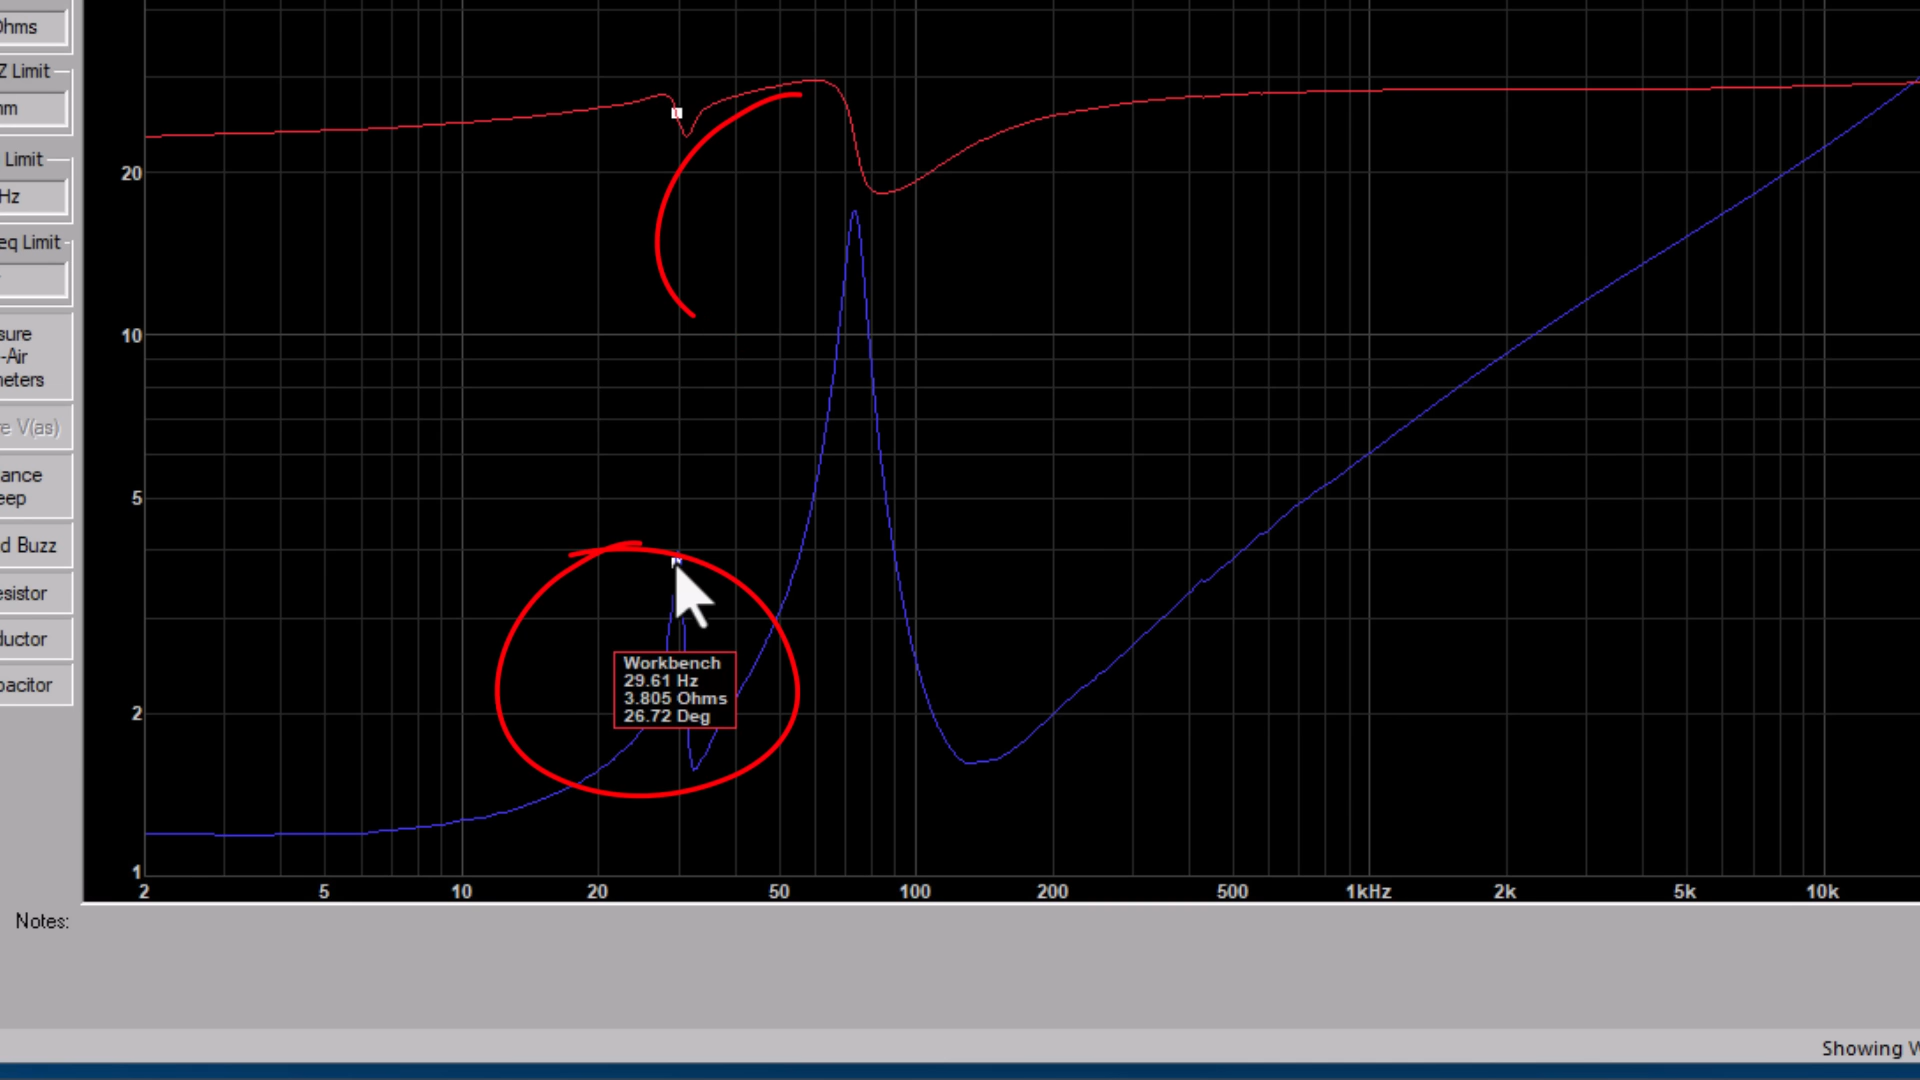 Ohms
Z Limit
Limit
Hz
eq Limit
sure
-Air
neters
e V(as)
ance
eep
d Buzz
esistor
ductor
pacitor
20
10
5
2
1
Workbench
29.61 Hz
3.805 Ohms
26.72 Deg
2 5 10 20 50 100 200 500 1kHz 2k 5k 10k
Notes:
Showing W